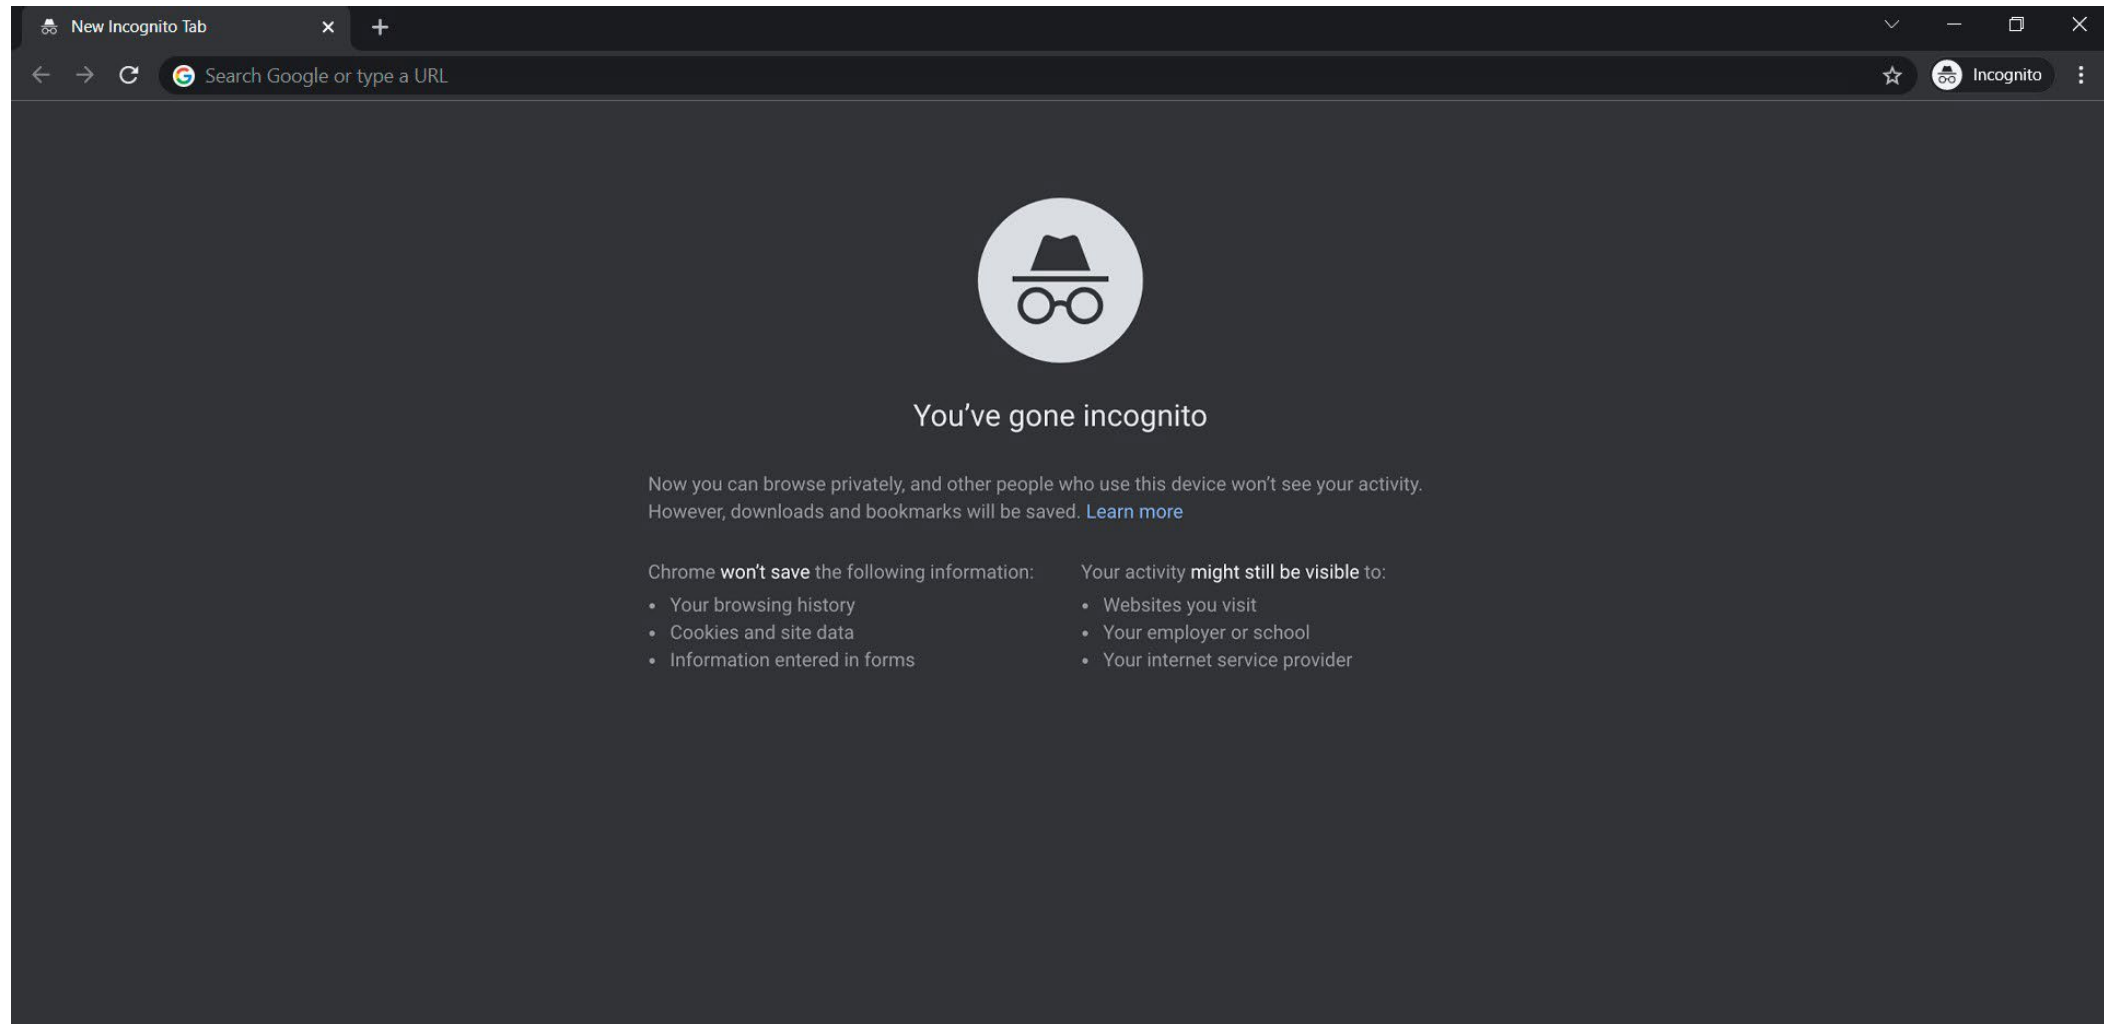 New Incognito Tab
Search Google or type a URL
Incognito
You've gone incognito
Now you can browse privately, and other people who use this device won't see your activity.
However, downloads and bookmarks will be saved. Learn more
Chrome won't save the following information:
• Your browsing history
• Cookies and site data
• Information entered in forms
Your activity might still be visible to:
• Websites you visit
• Your employer or school
• Your internet service provider